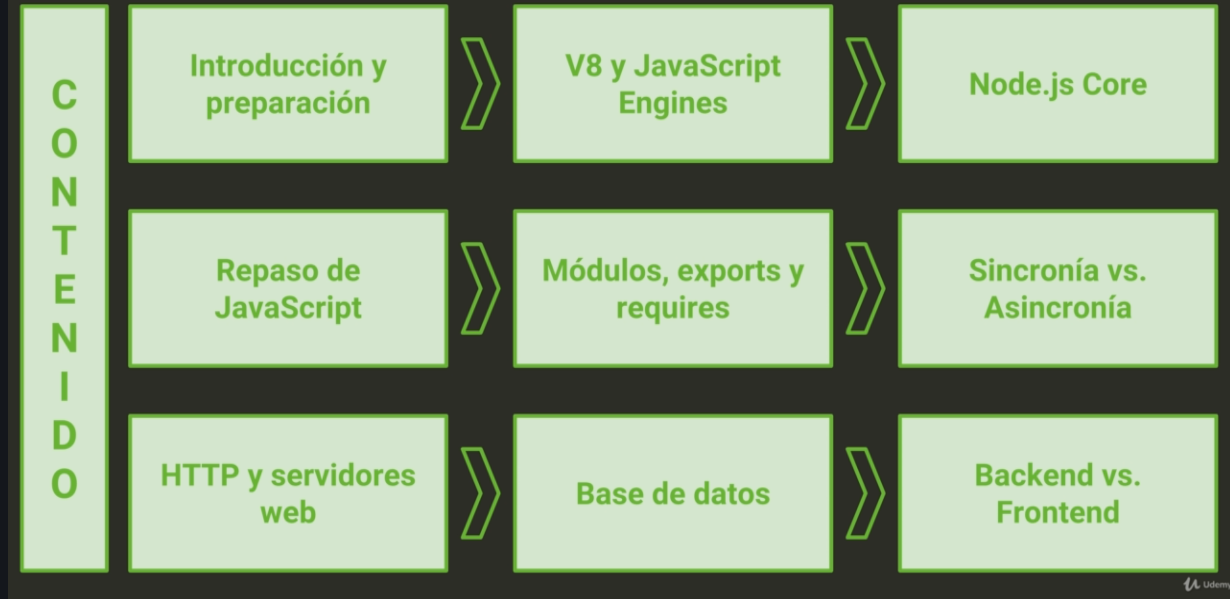 CONTENIDO
Introducción y
preparación
V8 y JavaScript
Engines
Node.js Core
Repaso de
JavaScript
Módulos, exports y
requires
Sincronía vs.
Asincronía
HTTP y servidores
web
Base de datos
Backend vs.
Frontend
Udemy